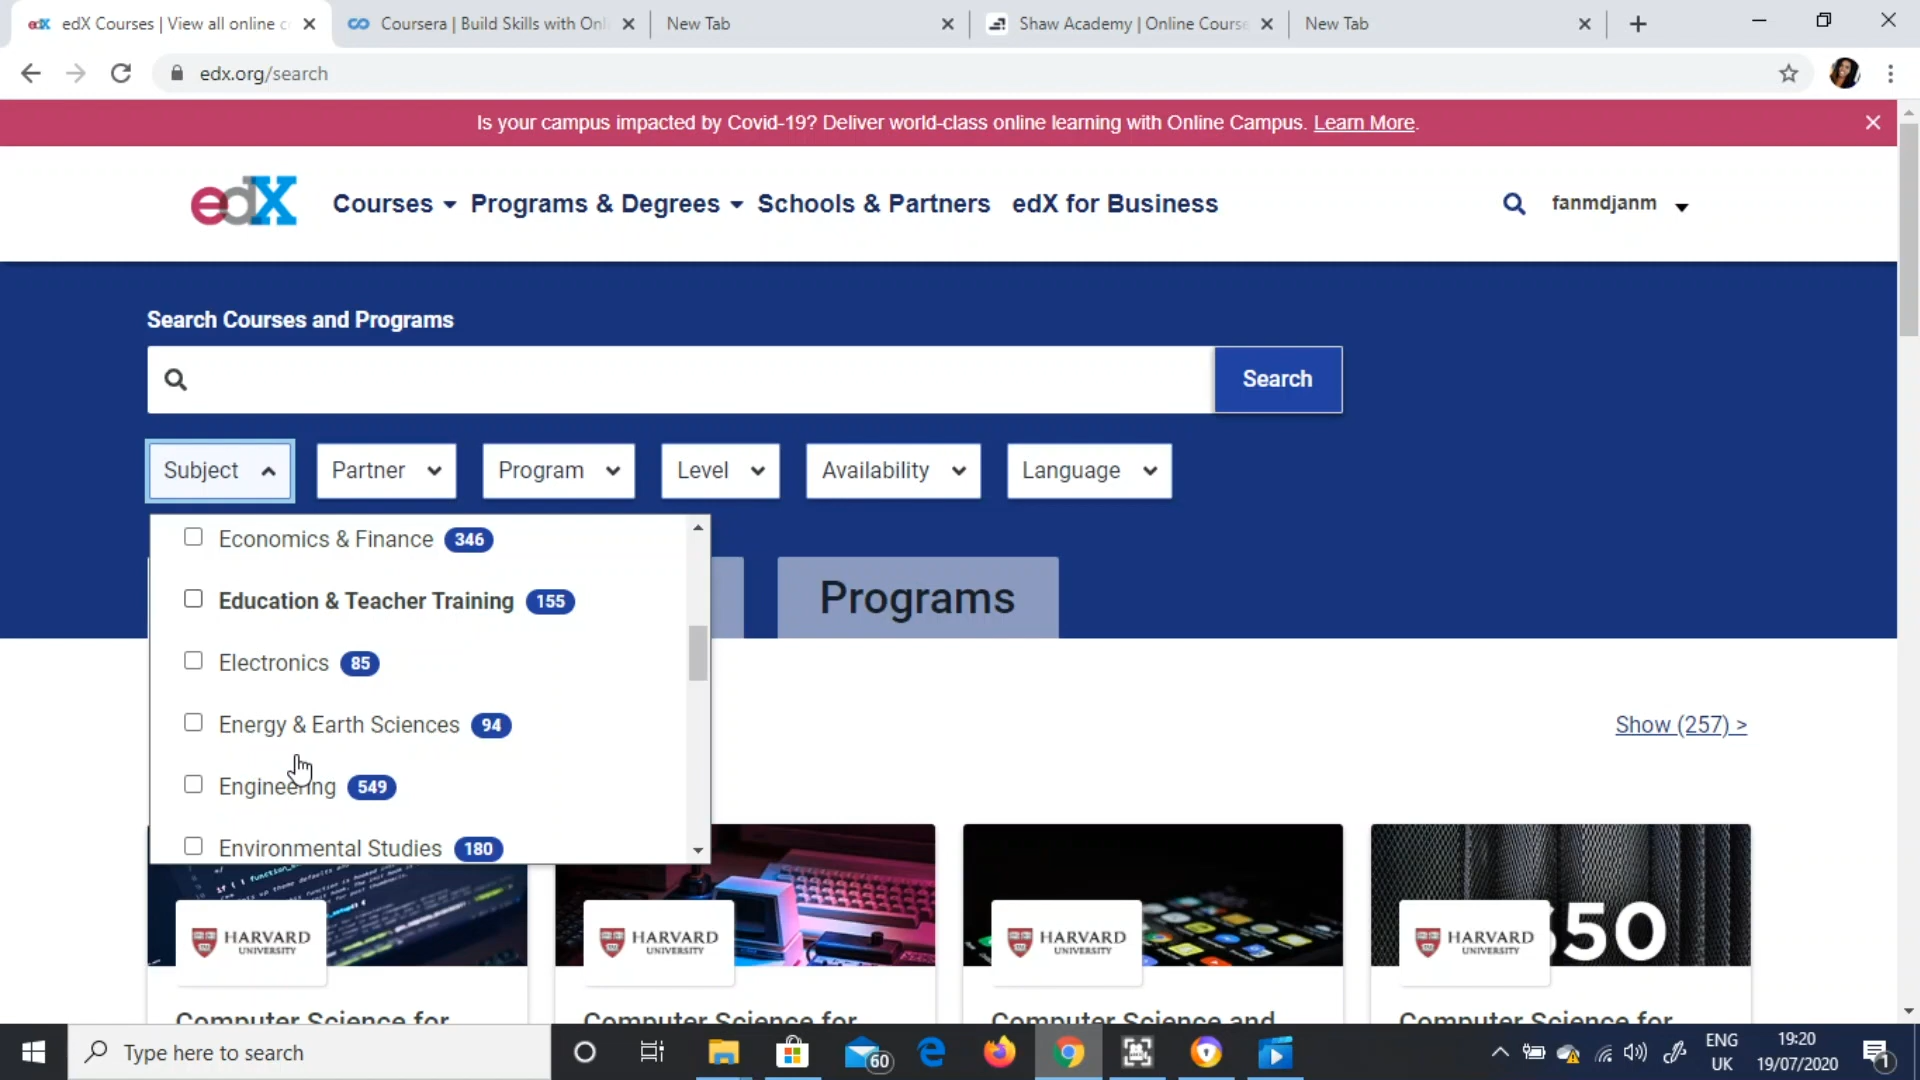 edX Courses | View all online c
Coursera | Build Skills with Onl
New Tab
Shaw Academy | Online Course
New Tab
edx.org/search
Is your campus impacted by Covid-19? Deliver world-class online learning with Online Campus. Learn More.
edX
Courses
Programs & Degrees
Schools & Partners
edX for Business
fanmdjanm
Search Courses and Programs
Search
Subject
Partner
Program
Level
Availability
Language
Economics & Finance 346
Education & Teacher Training 155
Electronics 85
Energy & Earth Sciences 94
Engineering 549
Environmental Studies 180
Programs
Show (257) >
HARVARD
UNIVERSITY
HARVARD
UNIVERSITY
HARVARD
UNIVERSITY
HARVARD
UNIVERSITY
50
Computer Science for
Computer Science for
Computer Science and
Computer Science for
Type here to search
60
ENG
UK
19:20
19/07/2020
1